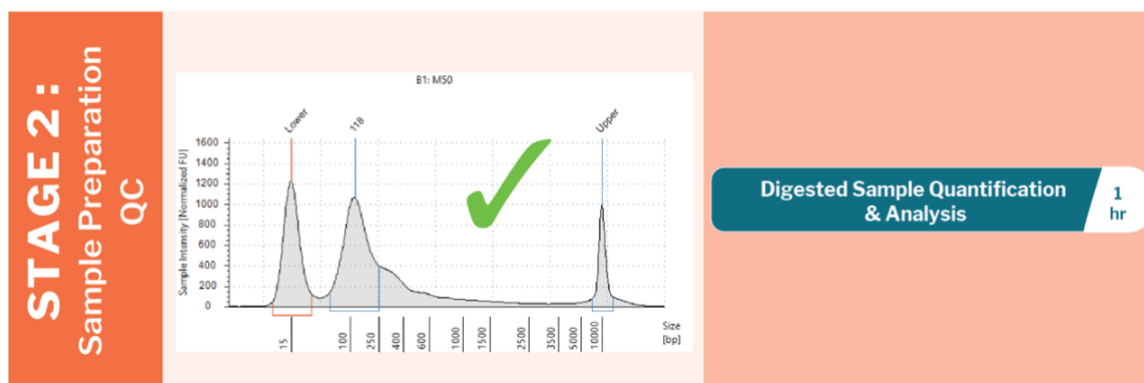 STAGE 2:
Sample Preparation
QC
B1: M50
Lower
118
Upper
Sample Intensity [Normalized FU]
1600
1400
1200
1000
800
600
400
200
0
15
100
250
400
600
1000
1500
2500
3500
5000
10000
Size
[bp]
Digested Sample Quantification
& Analysis
1
hr